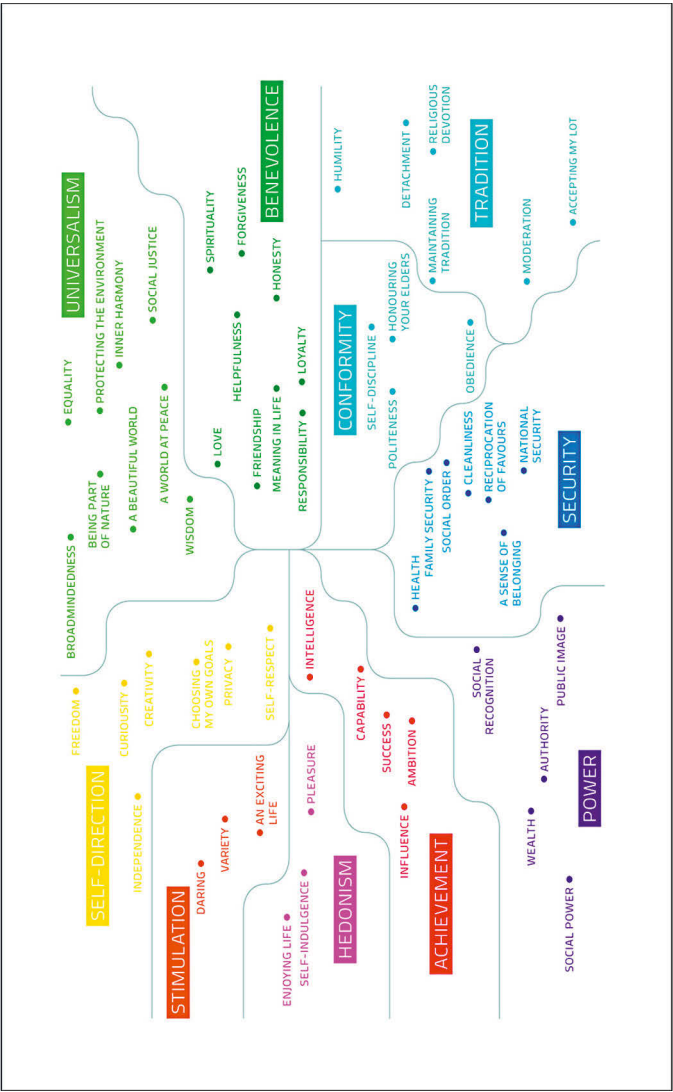 UNIVERSALISM
EQUALITY
PROTECTING THE ENVIRONMENT
INNER HARMONY
SOCIAL JUSTICE
BROADMINDEDNESS
BEING PART
OF NATURE
A BEAUTIFUL WORLD
A WORLD AT PEACE
WISDOM
BENEVOLENCE
SPIRITUALITY
FORGIVENESS
HELPFULNESS
HONESTY
LOVE
FRIENDSHIP
MEANING IN LIFE
RESPONSIBILITY
LOYALTY
TRADITION
HUMILITY
DETACHMENT
RELIGIOUS
DEVOTION
MAINTAINING
TRADITION
MODERATION
ACCEPTING MY LOT
CONFORMITY
SELF-DISCIPLINE
HONOURING
YOUR ELDERS
POLITENESS
OBEDIENCE
SECURITY
HEALTH
FAMILY SECURITY
SOCIAL ORDER
CLEANLINESS
RECIPROCATION
OF FAVOURS
NATIONAL
SECURITY
A SENSE OF
BELONGING
POWER
SOCIAL
RECOGNITION
PUBLIC IMAGE
AUTHORITY
WEALTH
SOCIAL POWER
ACHIEVEMENT
INTELLIGENCE
CAPABILITY
SUCCESS
AMBITION
INFLUENCE
HEDONISM
PLEASURE
SELF-INDULGENCE
ENJOYING LIFE
STIMULATION
AN EXCITING
LIFE
VARIETY
DARING
SELF-DIRECTION
FREEDOM
CURIOUSITY
CREATIVITY
CHOOSING
MY OWN GOALS
PRIVACY
SELF-RESPECT
INDEPENDENCE